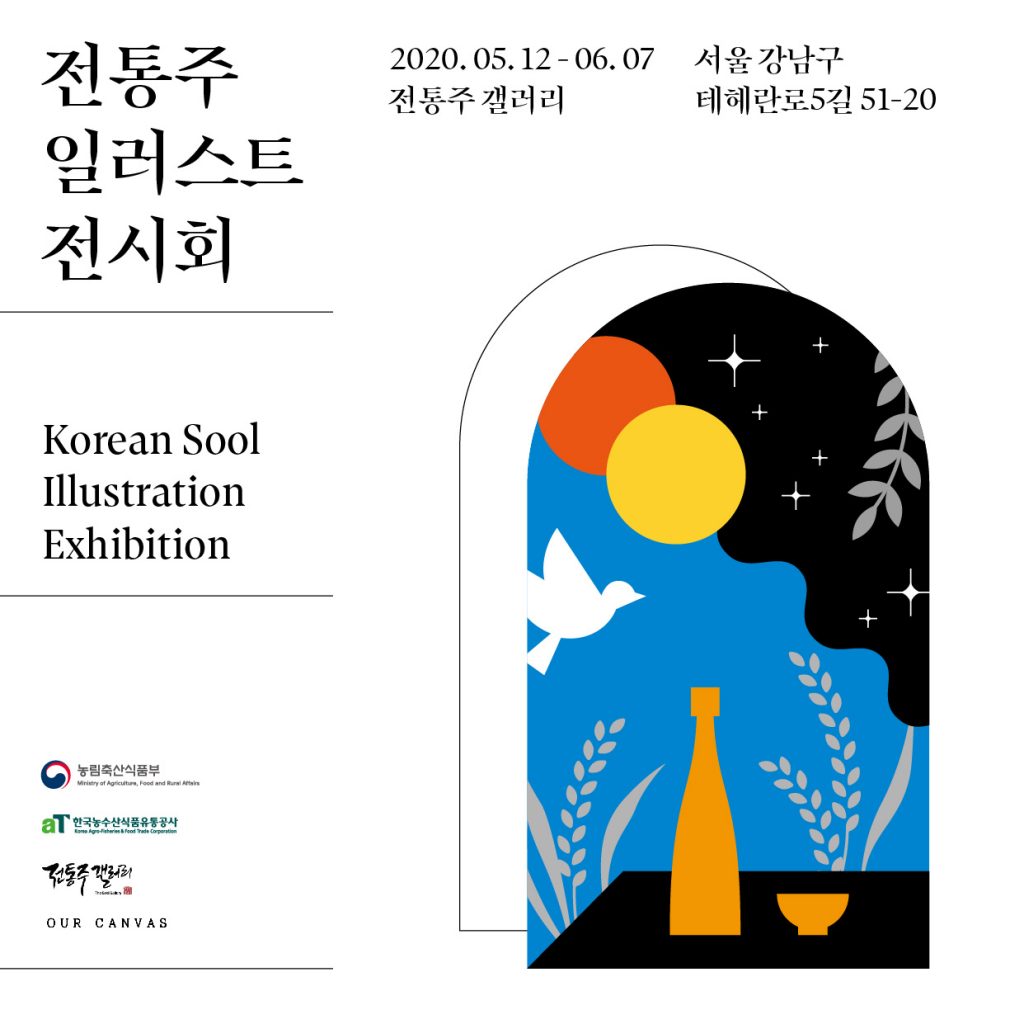 전통주
일러스트
전시회
2020. 05. 12 - 06. 07
전통주 갤러리
서울 강남구
테헤란로5길 51-20
Korean Sool
Illustration
Exhibition
농림축산식품부
Ministry of Agriculture, Food and Rural Affairs
aT 한국농수산식품유통공사
Korea Agro-Fisheries & Food Trade Corporation
전통주 갤러리
OUR CANVAS